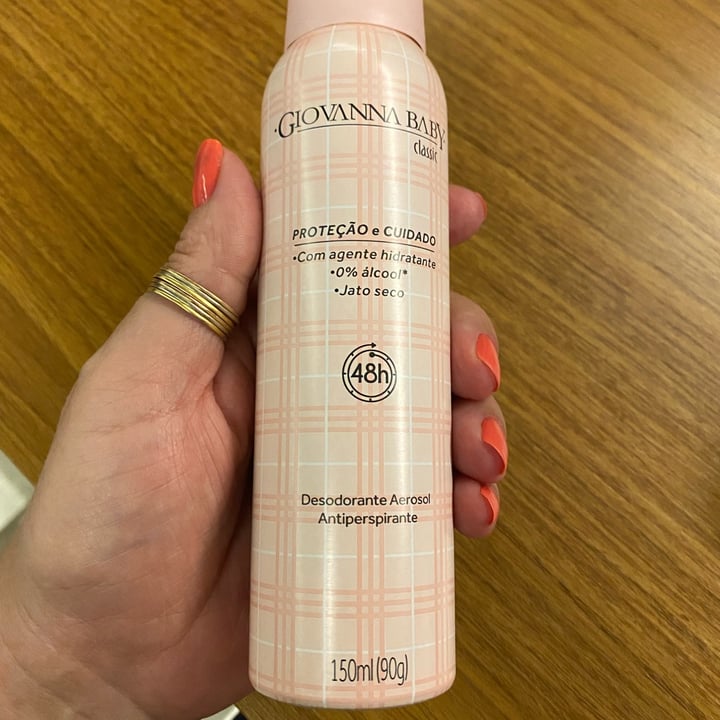 ·GIOVANNA BABY·
classic
PROTEÇÃO e CUIDADO
•Com agente hidratante
•0% álcool*
•Jato seco
48h
Desodorante Aerosol
Antiperspirante
150ml (90g)